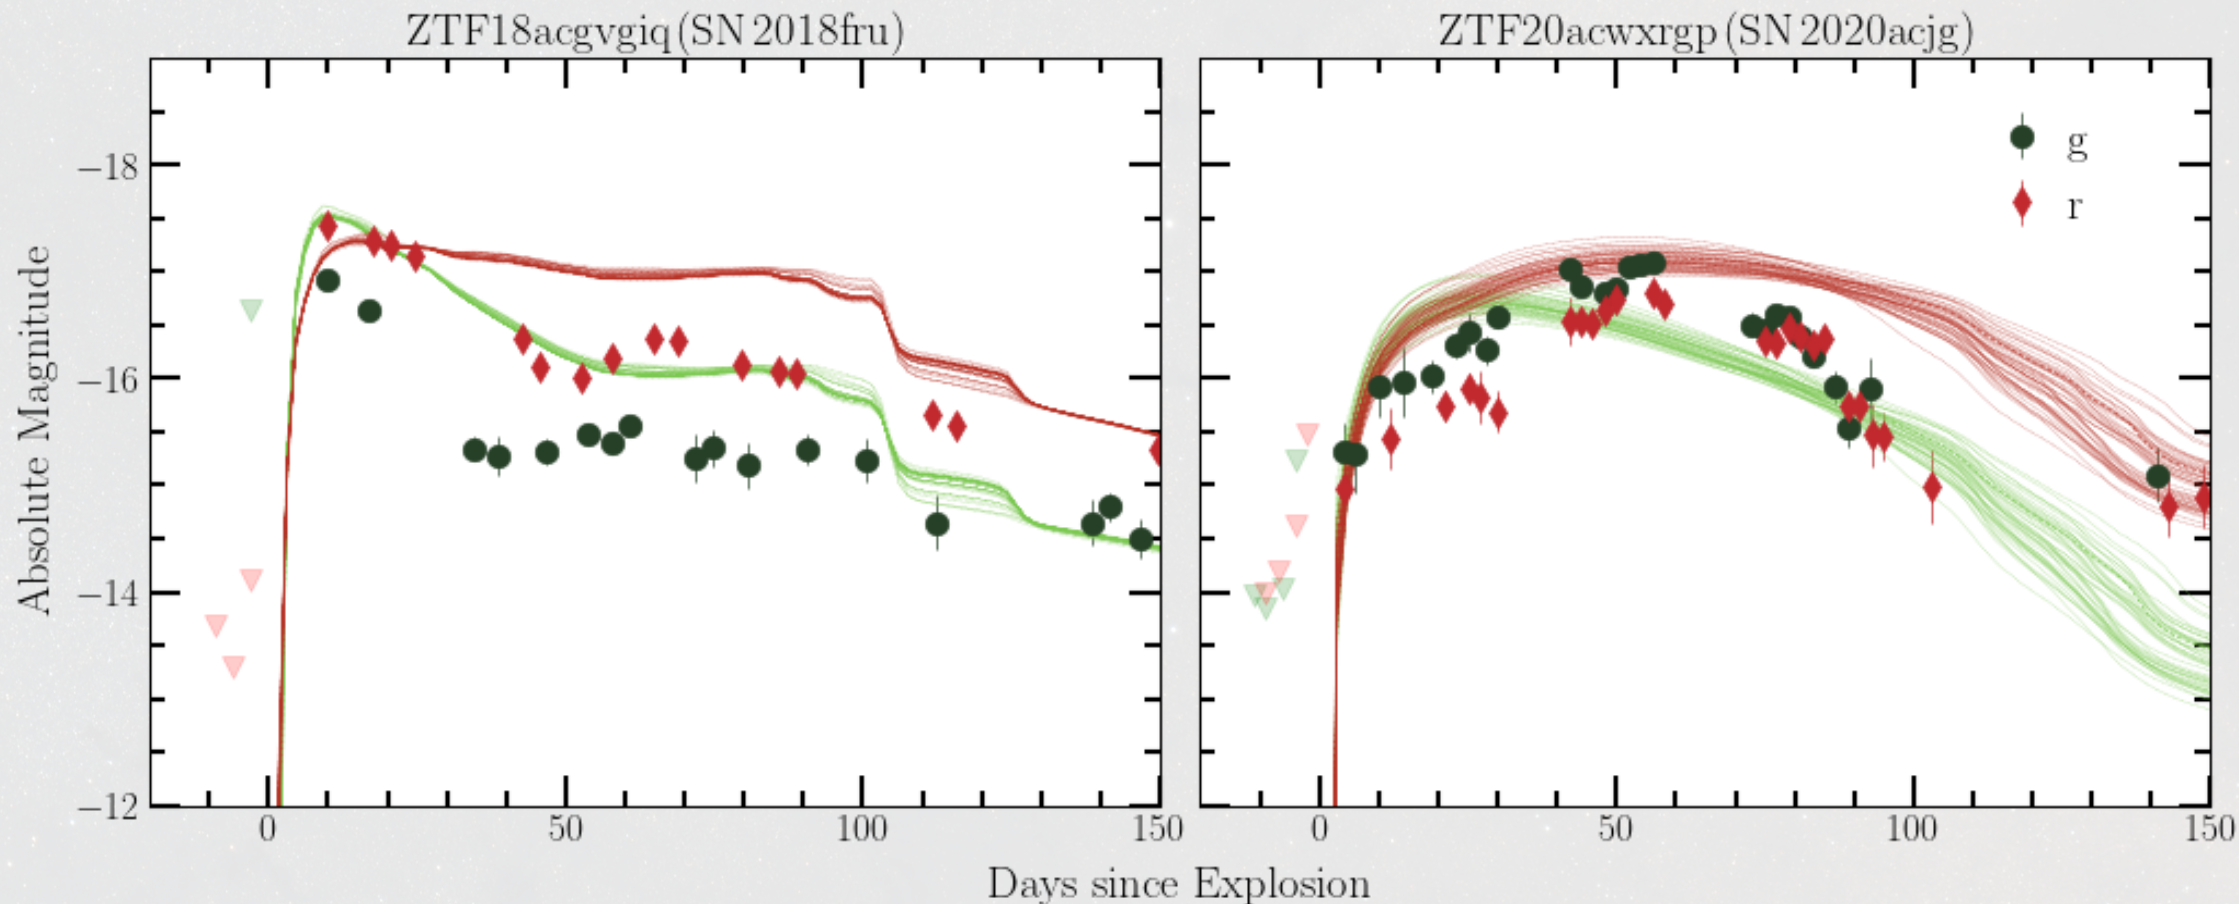 ZTF18acgvgiq (SN 2018fru)
ZTF20acwxrgp (SN 2020acjg)
g
r
Absolute Magnitude
−18
−16
−14
−12
0 50 100 150
0 50 100 150
Days since Explosion